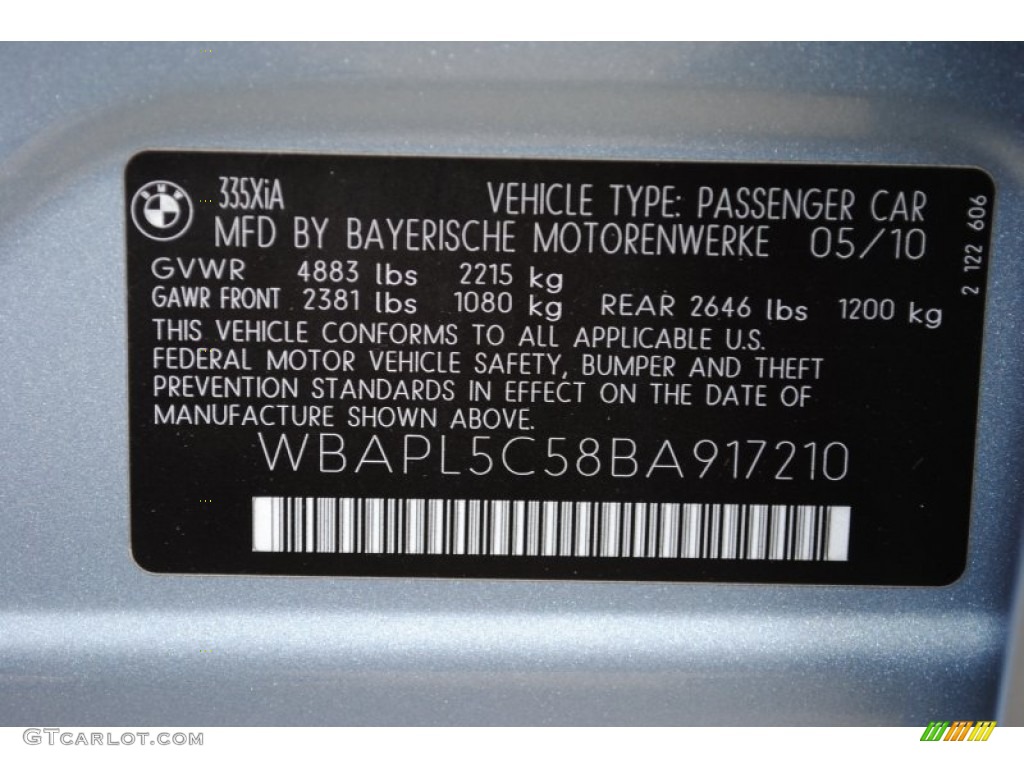 335XiA
VEHICLE TYPE: PASSENGER CAR
MFD BY BAYERISCHE MOTORENWERKE 05/10
GVWR 4883 lbs 2215 kg
GAWR FRONT 2381 lbs 1080 kg REAR 2646 lbs 1200 kg
THIS VEHICLE CONFORMS TO ALL APPLICABLE U.S.
FEDERAL MOTOR VEHICLE SAFETY, BUMPER AND THEFT
PREVENTION STANDARDS IN EFFECT ON THE DATE OF
MANUFACTURE SHOWN ABOVE.
WBAPL5C58BA917210
2 122 606
BMW
GTCARLOT.COM